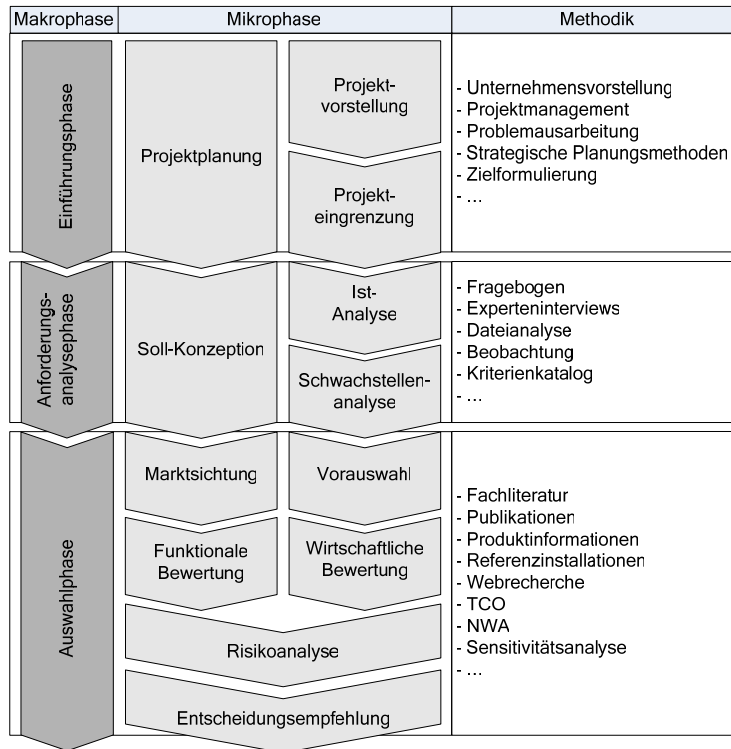 Makrophase
Mikrophase
Methodik
Einführungsphase
Projektplanung
Projekt-
vorstellung
Projekt-
eingrenzung
- Unternehmensvorstellung
- Projektmanagement
- Problemausarbeitung
- Strategische Planungsmethoden
- Zielformulierung
- ...
Anforderungs-
analysephase
Soll-Konzeption
Ist-
Analyse
Schwachstellen-
analyse
- Fragebogen
- Experteninterviews
- Dateianalyse
- Beobachtung
- Kriterienkatalog
- ...
Auswahlphase
Marktsichtung
Vorauswahl
Funktionale
Bewertung
Wirtschaftliche
Bewertung
Risikoanalyse
Entscheidungsempfehlung
- Fachliteratur
- Publikationen
- Produktinformationen
- Referenzinstallationen
- Webrecherche
- TCO
- NWA
- Sensitivitätsanalyse
- ...